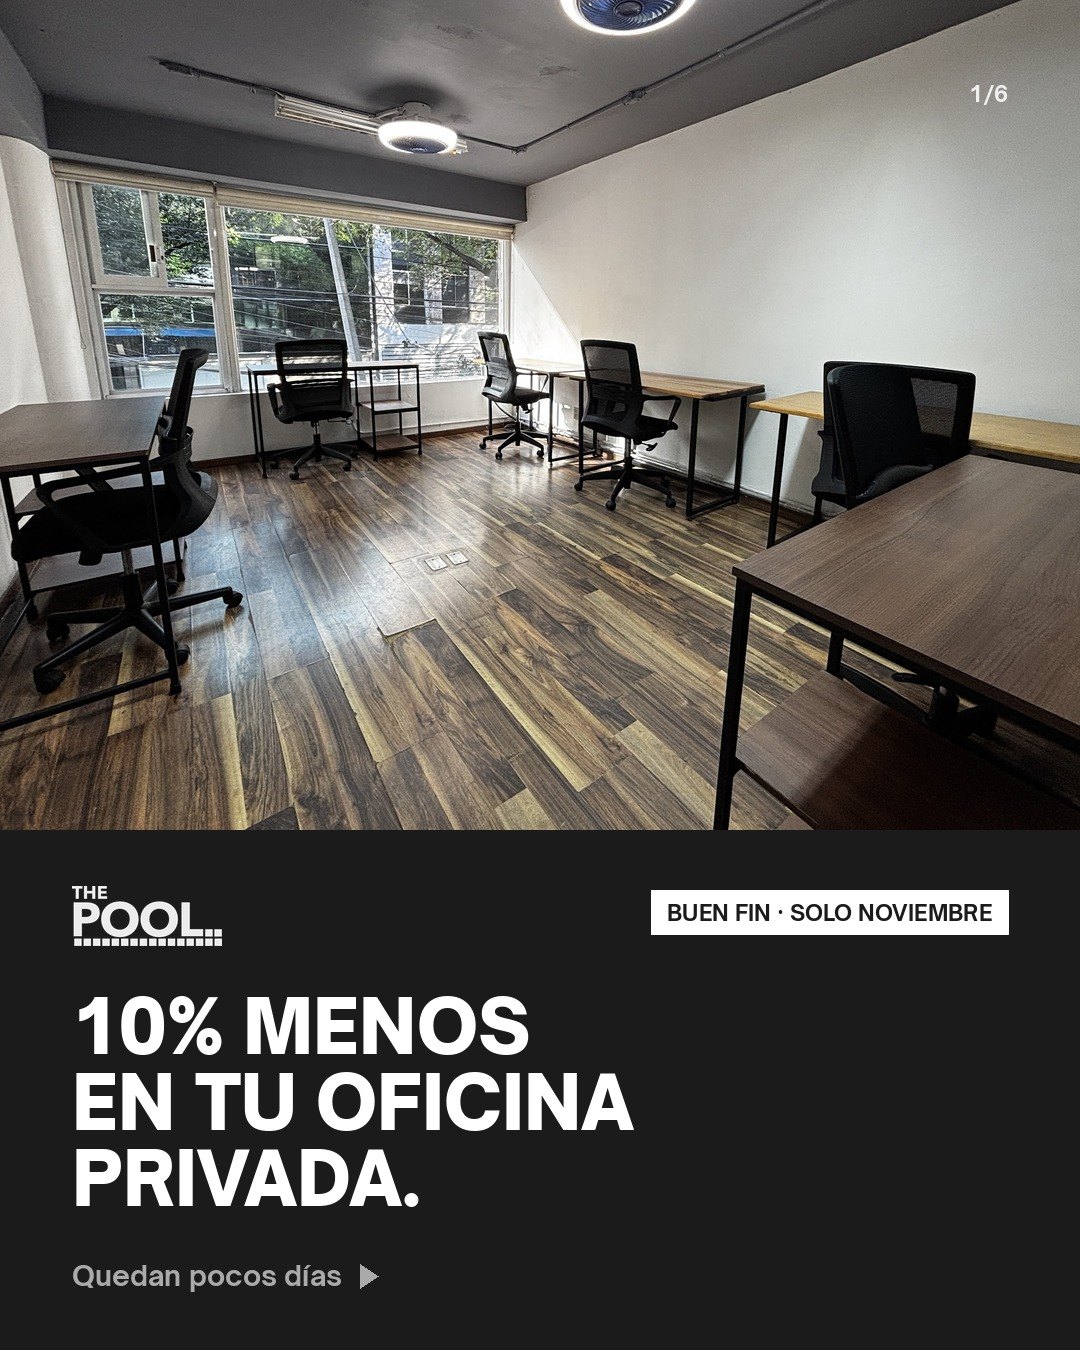 1/6
THE
POOL
BUEN FIN · SOLO NOVIEMBRE
10% MENOS
EN TU OFICINA
PRIVADA.
Quedan pocos días